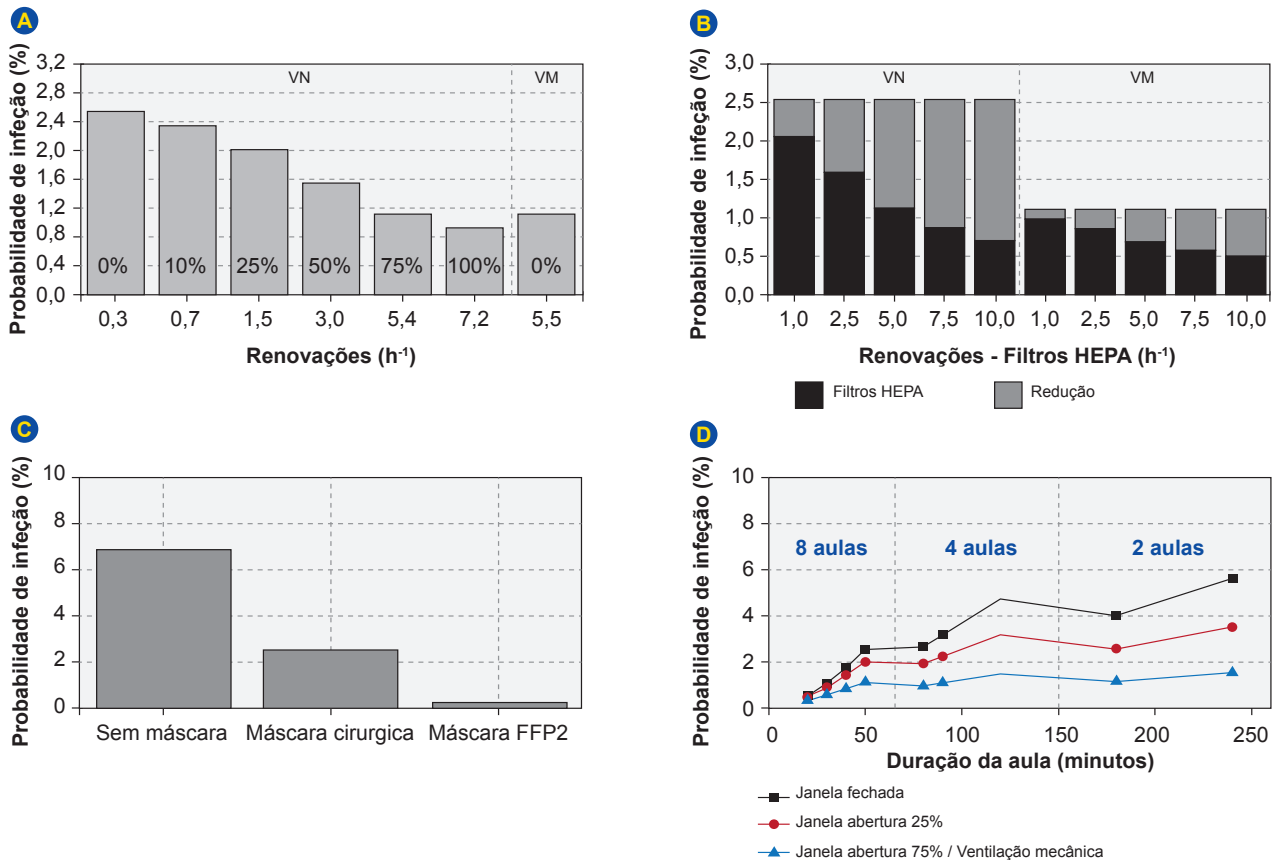 A
Probabilidade de infeção (%)
3,2
2,8
2,4
2,0
1,6
1,2
0,8
0,4
0,0
VN
VM
0%
10%
25%
50%
75%
100%
0%
0,3
0,7
1,5
3,0
5,4
7,2
5,5
Renovações (h-1)
B
Probabilidade de infeção (%)
3,0
2,5
2,0
1,5
1,0
0,5
0,0
VN
VM
1,0
2,5
5,0
7,5
10,0
1,0
2,5
5,0
7,5
10,0
Renovações - Filtros HEPA (h-1)
Filtros HEPA
Redução
C
Probabilidade de infeção (%)
10
8
6
4
2
0
Sem máscara
Máscara cirurgica
Máscara FFP2
D
Probabilidade de infeção (%)
10
8
6
4
2
0
8 aulas
4 aulas
2 aulas
0
50
100
150
200
250
Duração da aula (minutos)
Janela fechada
Janela abertura 25%
Janela abertura 75% / Ventilação mecânica